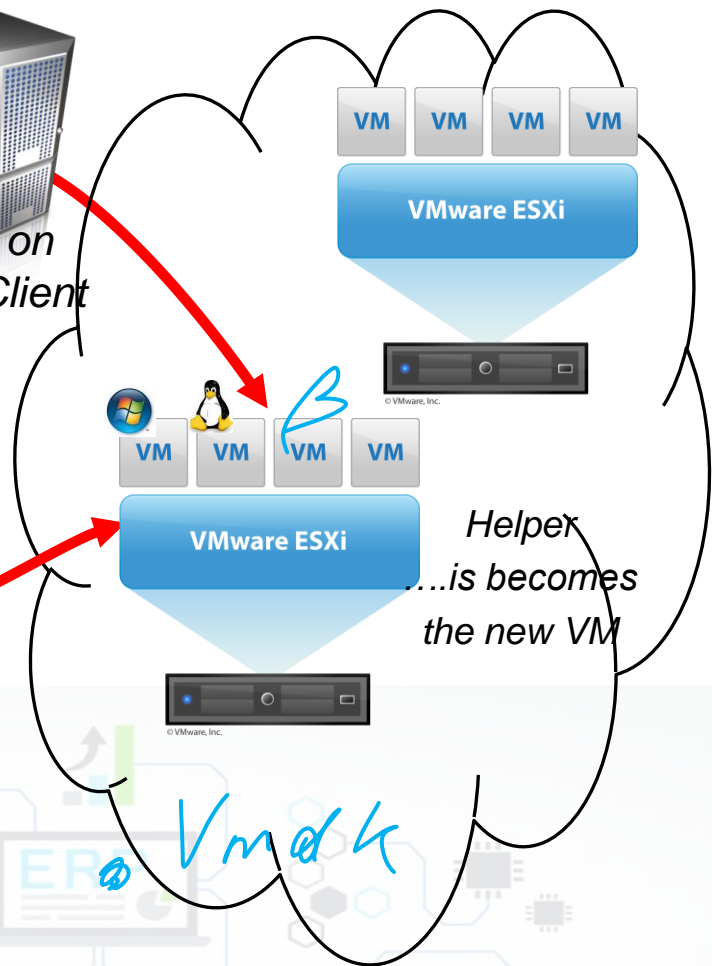 VM VM VM VM
VMware ESXi
on
Client
© VMware, Inc.
B
VM VM VM VM
VMware ESXi
Helper
….is becomes
the new VM
© VMware, Inc.
.Vmdk
ERP